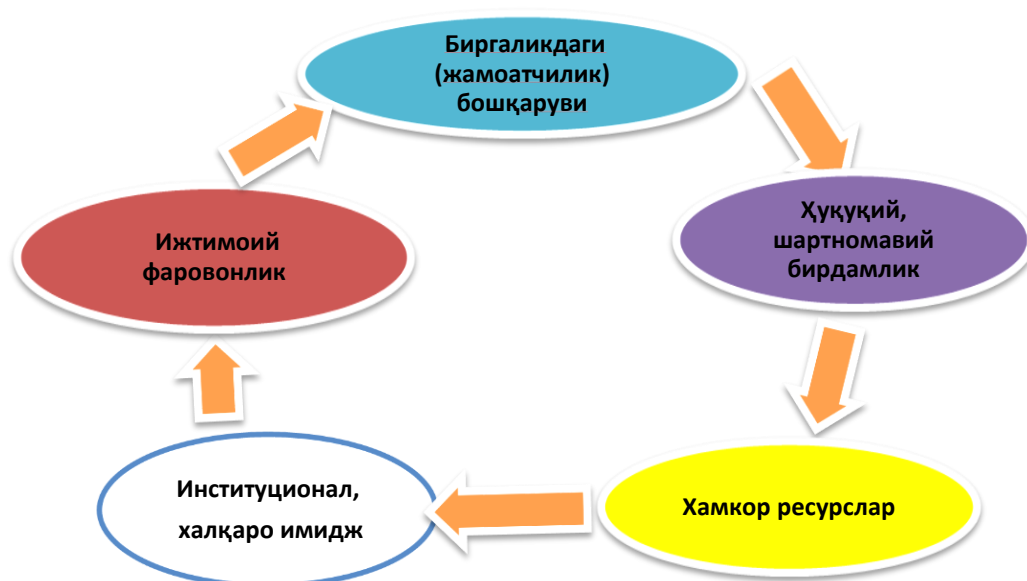 Биргаликдаги
(жамоатчилик)
бошқаруви
Ҳуқуқий,
шартномавий
бирдамлик
Хамкор ресурслар
Институционал,
халқаро имидж
Ижтимоий
фаровонлик